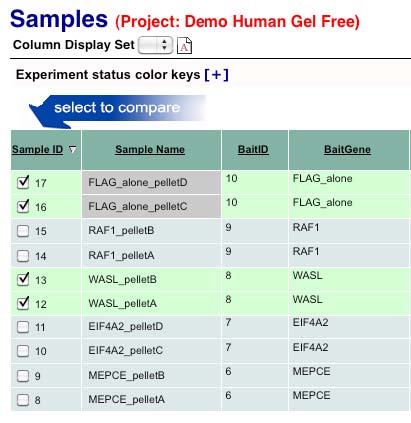 Samples (Project: Demo Human Gel Free)
Column Display Set
Experiment status color keys [+]
select to compare
Sample ID Sample Name BaitID BaitGene
17 FLAG_alone_pelletD 10 FLAG_alone
16 FLAG_alone_pelletC 10 FLAG_alone
15 RAF1_pelletB 9 RAF1
14 RAF1_pelletA 9 RAF1
13 WASL_pelletB 8 WASL
12 WASL_pelletA 8 WASL
11 EIF4A2_pelletD 7 EIF4A2
10 EIF4A2_pelletC 7 EIF4A2
9 MEPCE_pelletB 6 MEPCE
8 MEPCE_pelletA 6 MEPCE